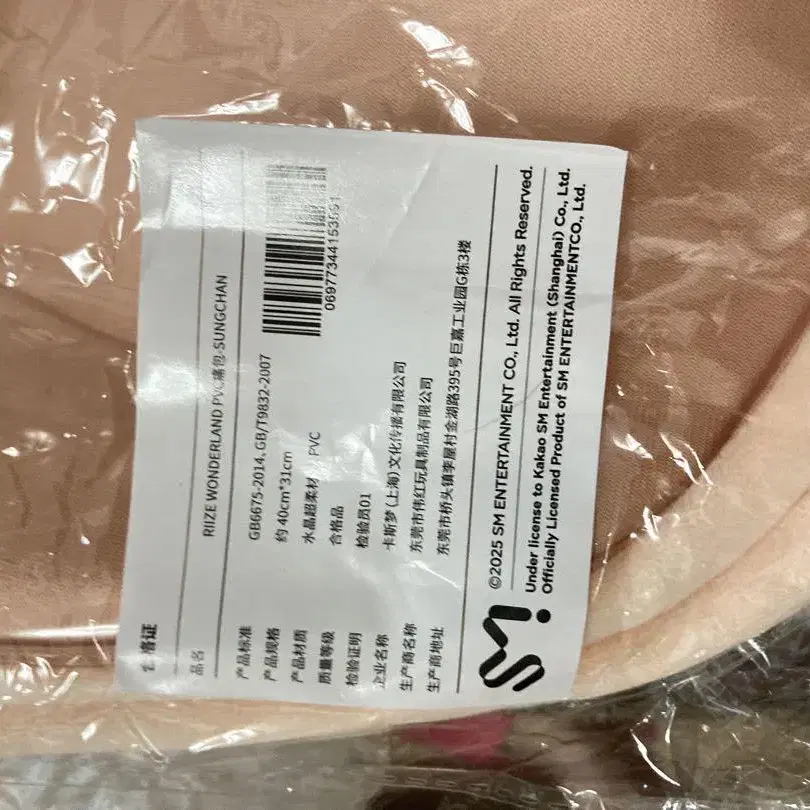 合格证
品名 RIIZE WONDERLAND PVC 包-SUNGCHAN
产品标准 GB6675-2014、GB/T9832-2007
产品规格 约 40cm*31cm
产品材质 水晶超柔材 PVC
质量等级 合格品
检验证明 检验员01
企业名称 卡斯梦(上海)文化传播有限公司
生产商名称 东莞市伟红玩具制品有限公司
生产商地址 东莞市桥头镇李屋村金湖路395号巨嘉工业园G栋3楼
SM
©2025 SM ENTERTAINMENT CO., Ltd. All Rights Reserved.
Under license to Kakao SM Entertainment (Shanghai) Co., Ltd.
Officially Licensed Product of SM ENTERTAINMENTCO., Ltd.